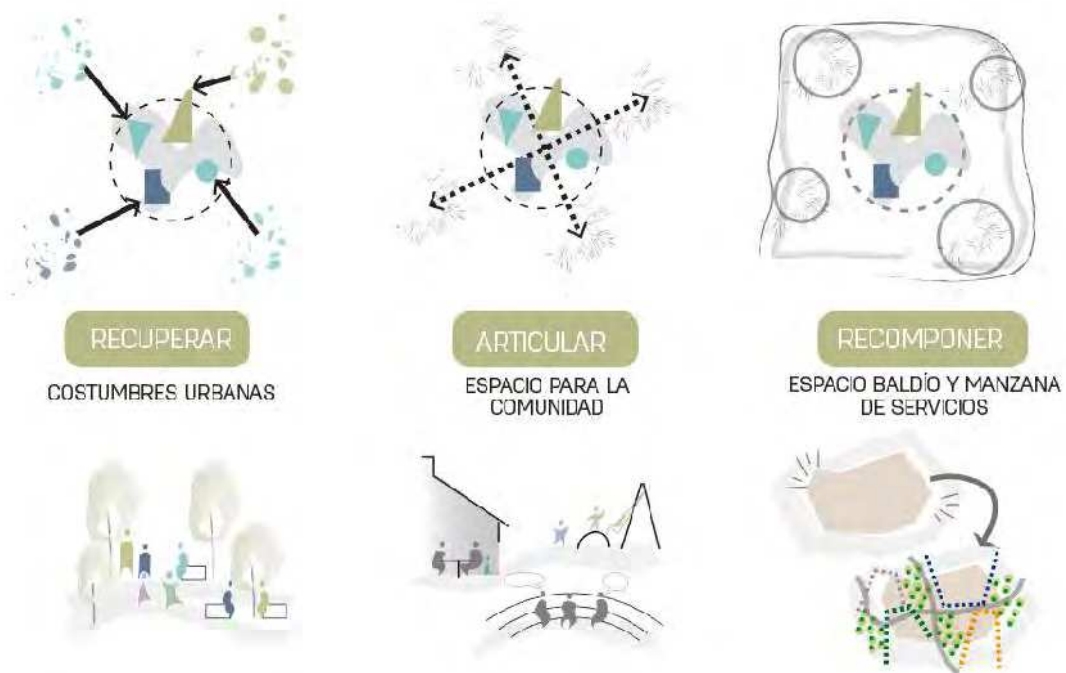 RECUPERAR
COSTUMBRES URBANAS
ARTICULAR
ESPACIO PARA LA
COMUNIDAD
RECOMPONER
ESPACIO BALDÍO Y MANZANA
DE SERVICIOS